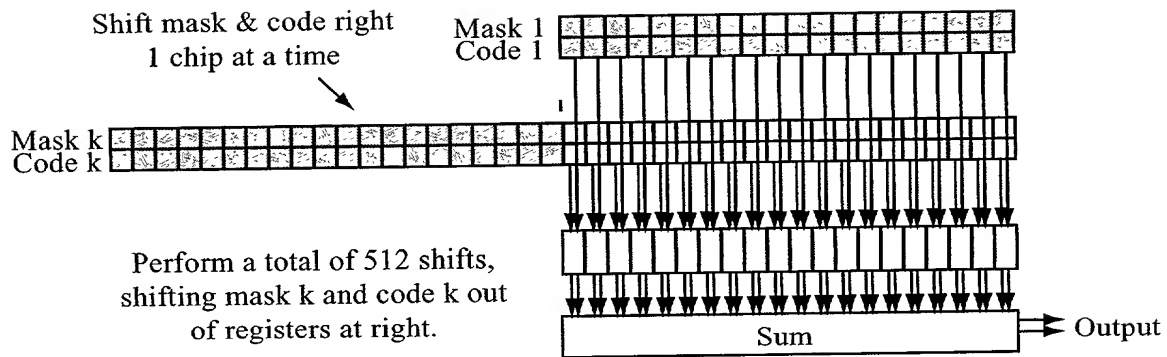 Shift mask & code right
1 chip at a time
Mask 1
Code 1
Mask k
Code k
Perform a total of 512 shifts,
shifting mask k and code k out
of registers at right.
Sum
Output